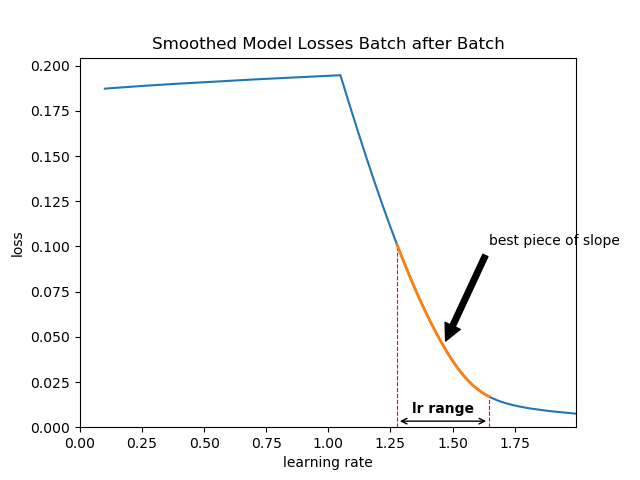 Smoothed Model Losses Batch after Batch
0.200
0.175
0.150
0.125
0.100
0.075
0.050
0.025
0.000
loss
best piece of slope
lr range
0.00 0.25 0.50 0.75 1.00 1.25 1.50 1.75
learning rate